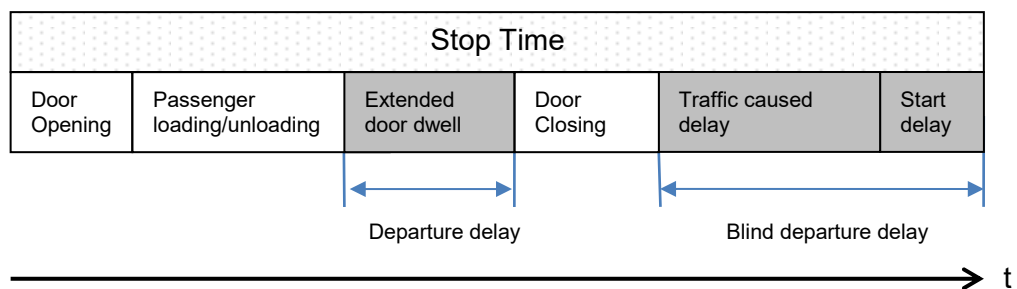 Stop Time
Door
Opening
Passenger
loading/unloading
Extended
door dwell
Door
Closing
Traffic caused
delay
Start
delay
Departure delay
Blind departure delay
t